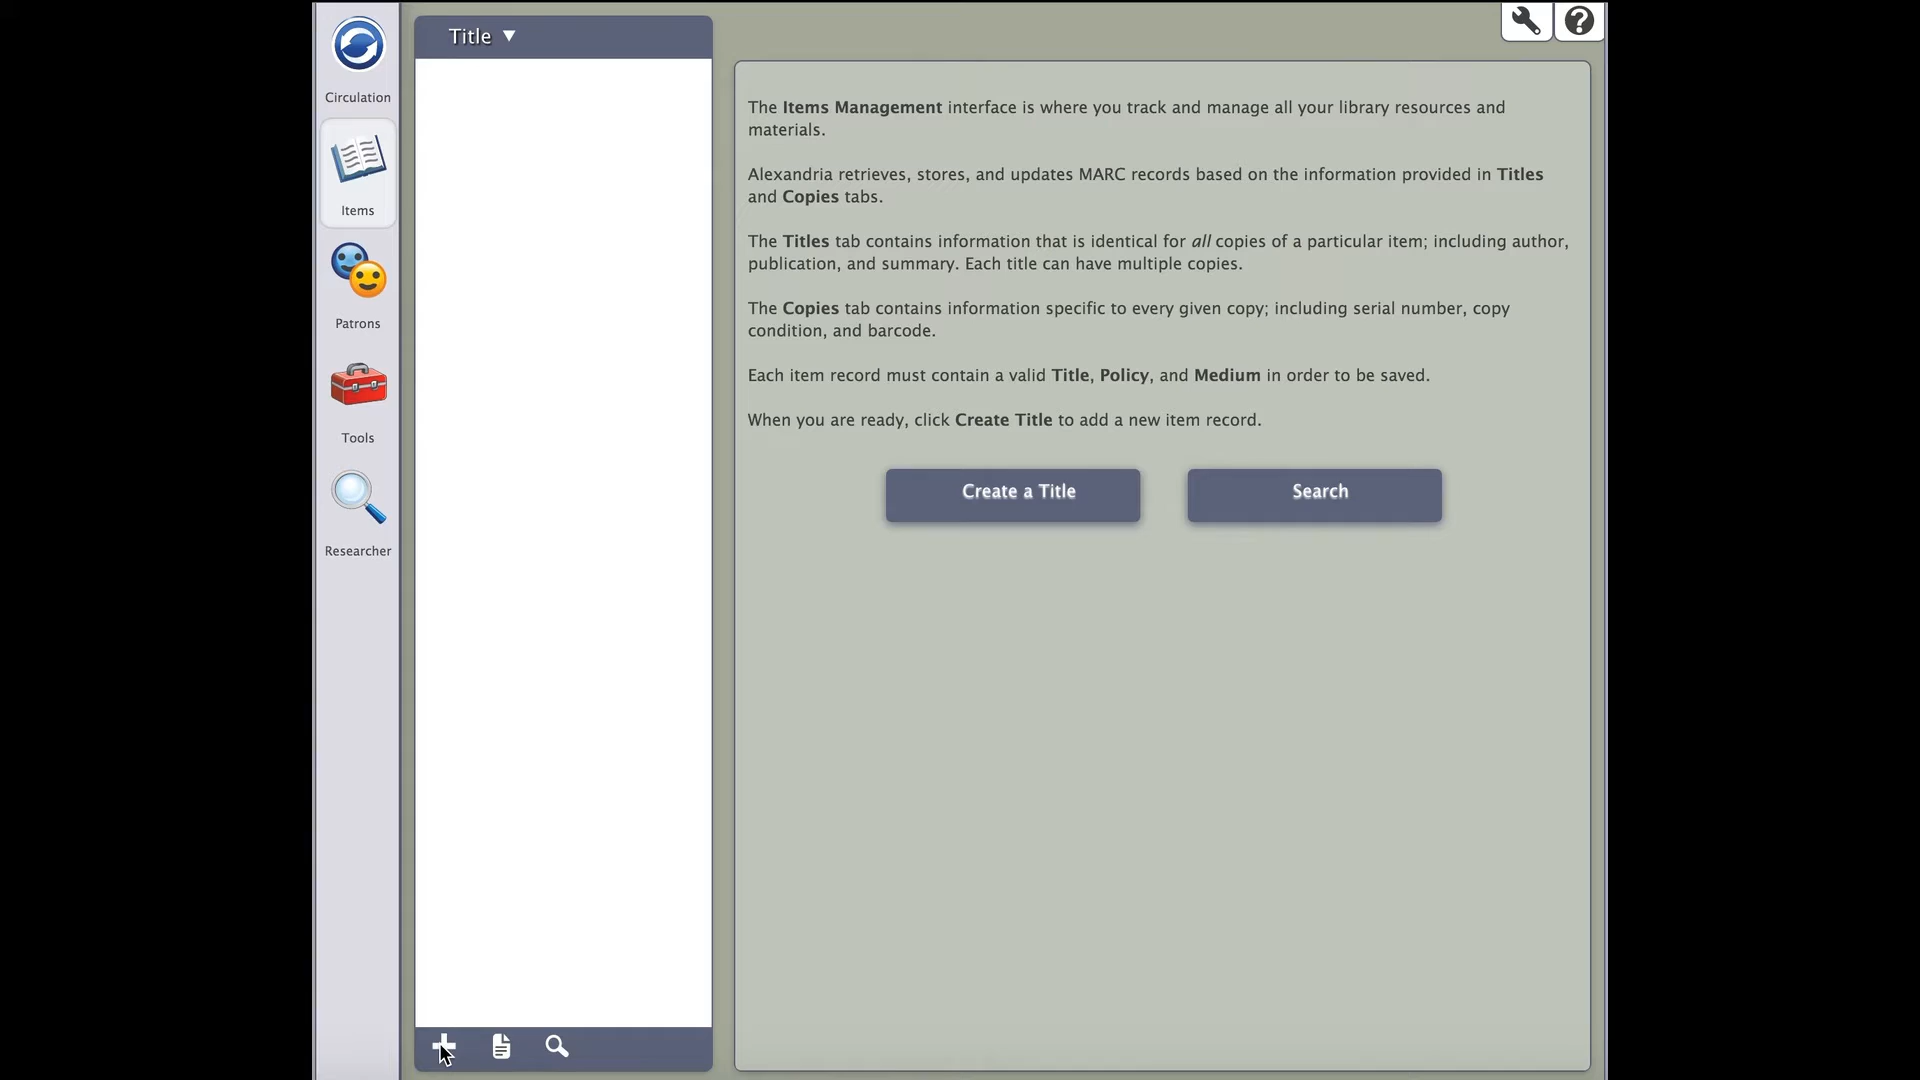 Circulation
Items
Patrons
Tools
Researcher
Title ▼
The Items Management interface is where you track and manage all your library resources and
materials.
Alexandria retrieves, stores, and updates MARC records based on the information provided in Titles
and Copies tabs.
The Titles tab contains information that is identical for all copies of a particular item; including author,
publication, and summary. Each title can have multiple copies.
The Copies tab contains information specific to every given copy; including serial number, copy
condition, and barcode.
Each item record must contain a valid Title, Policy, and Medium in order to be saved.
When you are ready, click Create Title to add a new item record.
Create a Title
Search